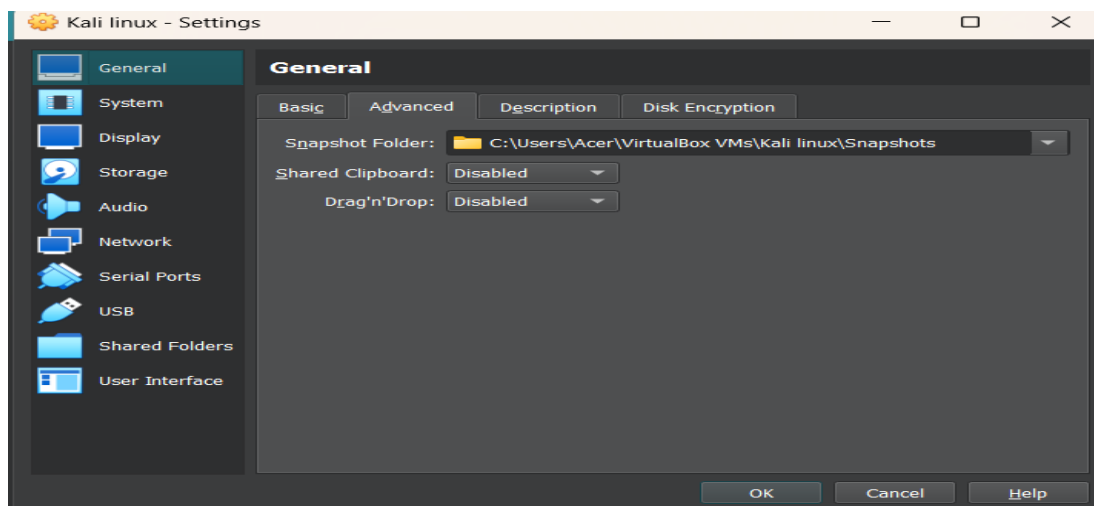 Kali linux - Settings
General
System
Display
Storage
Audio
Network
Serial Ports
USB
Shared Folders
User Interface
General
Basic Advanced Description Disk Encryption
Snapshot Folder: C:\Users\Acer\VirtualBox VMs\Kali linux\Snapshots
Shared Clipboard: Disabled
Drag'n'Drop: Disabled
OK Cancel Help